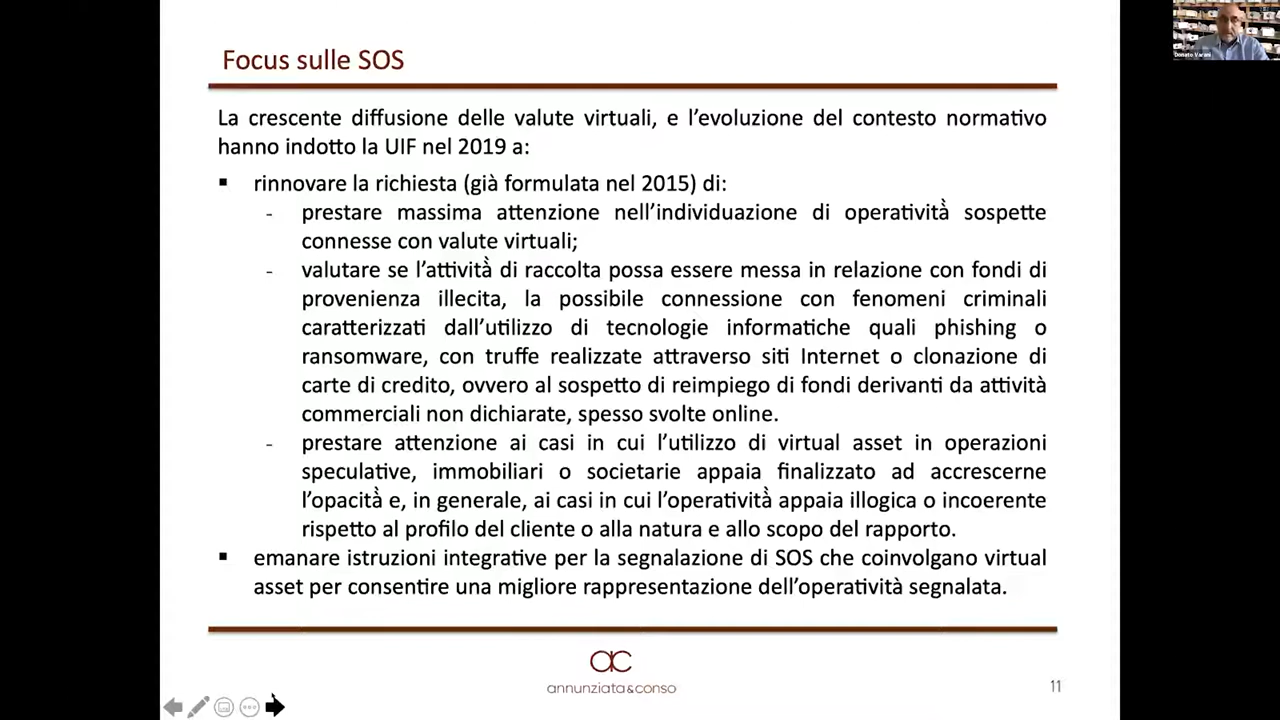 Focus sulle SOS
La crescente diffusione delle valute virtuali, e l'evoluzione del contesto normativo
hanno indotto la UIF nel 2019 a:
▪ rinnovare la richiesta (già formulata nel 2015) di:
- prestare massima attenzione nell'individuazione di operatività̀ sospette
connesse con valute virtuali;
- valutare se l'attività̀ di raccolta possa essere messa in relazione con fondi di
provenienza illecita, la possibile connessione con fenomeni criminali
caratterizzati dall'utilizzo di tecnologie informatiche quali phishing o
ransomware, con truffe realizzate attraverso siti Internet o clonazione di
carte di credito, ovvero al sospetto di reimpiego di fondi derivanti da attività
commerciali non dichiarate, spesso svolte online.
- prestare attenzione ai casi in cui l'utilizzo di virtual asset in operazioni
speculative, immobiliari o societarie appaia finalizzato ad accrescerne
l'opacità̀ e, in generale, ai casi in cui l'operatività̀ appaia illogica o incoerente
rispetto al profilo del cliente o alla natura e allo scopo del rapporto.
▪ emanare istruzioni integrative per la segnalazione di SOS che coinvolgano virtual
asset per consentire una migliore rappresentazione dell'operatività segnalata.
ac
annunziata&conso
11
Donato Varani